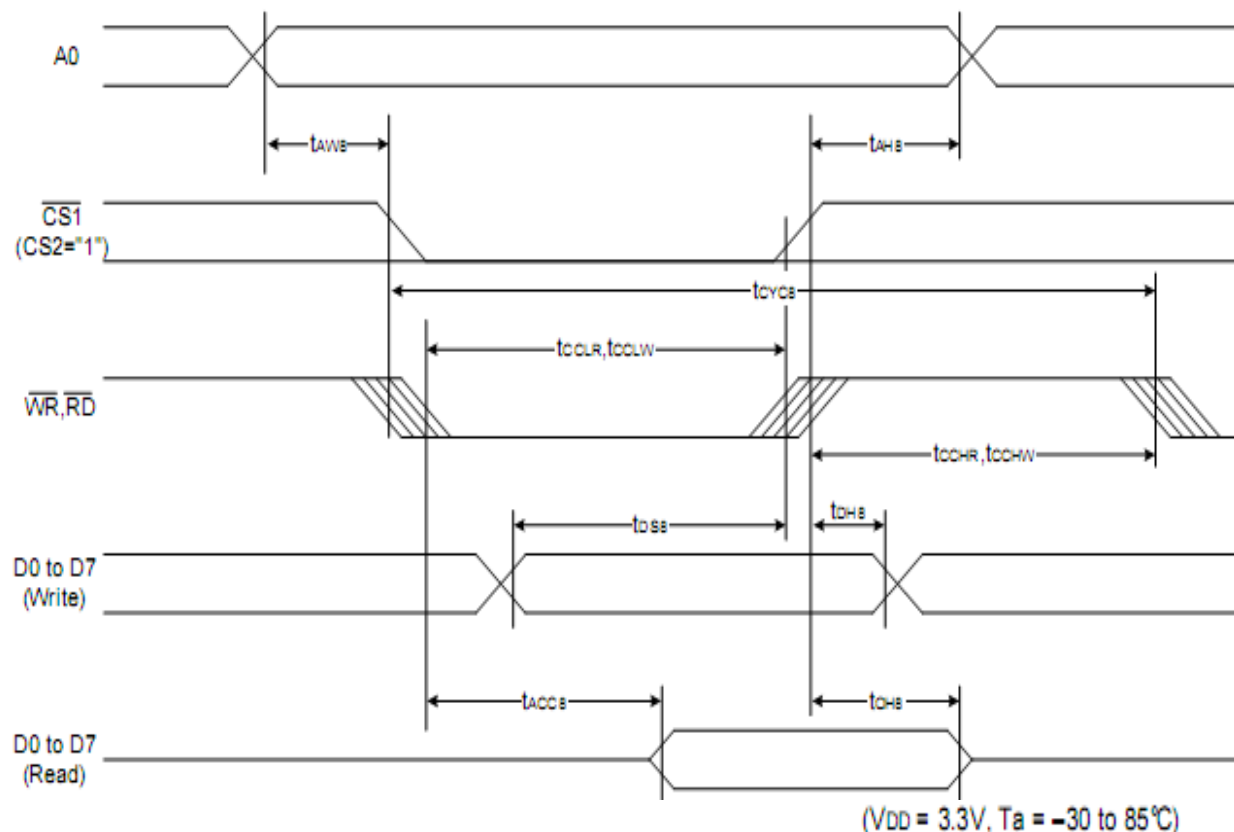 A0
tAW8
tAH8
CS1
(CS2="1")
tCYC8
tCCLR,tCCLW
WR,RD
tCCHR,tCCHW
tDS8
tDH8
D0 to D7
(Write)
tACC8
tOH8
D0 to D7
(Read)
(VDD = 3.3V, Ta = –30 to 85°C)